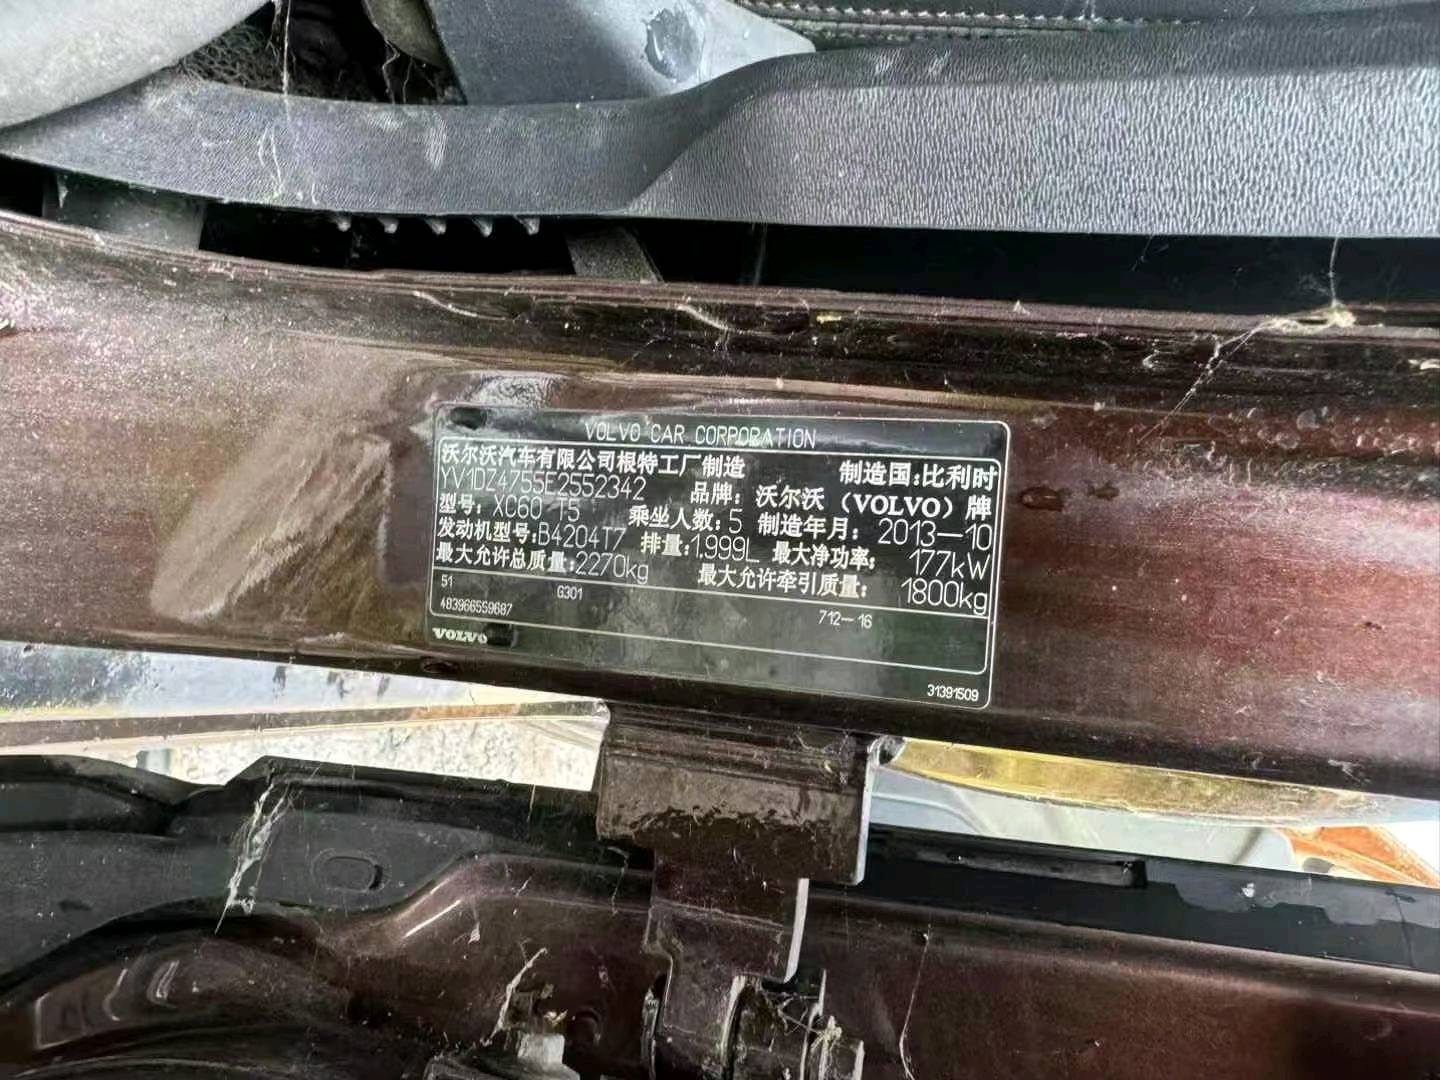 VOLVO CAR CORPORATION
沃尔沃汽车有限公司根特工厂制造 制造国:比利时
YV1DZ4755E2552342 品牌: 沃尔沃（VOLVO）牌
型号: XC60 T5 乘坐人数: 5 制造年月: 2013-10
发动机型号:B4204T7 排量:1.999L 最大净功率: 177kW
最大允许总质量:2270kg 最大允许牵引质量: 1800kg
51 G301 712-16
483966559687
VOLVO
31391509